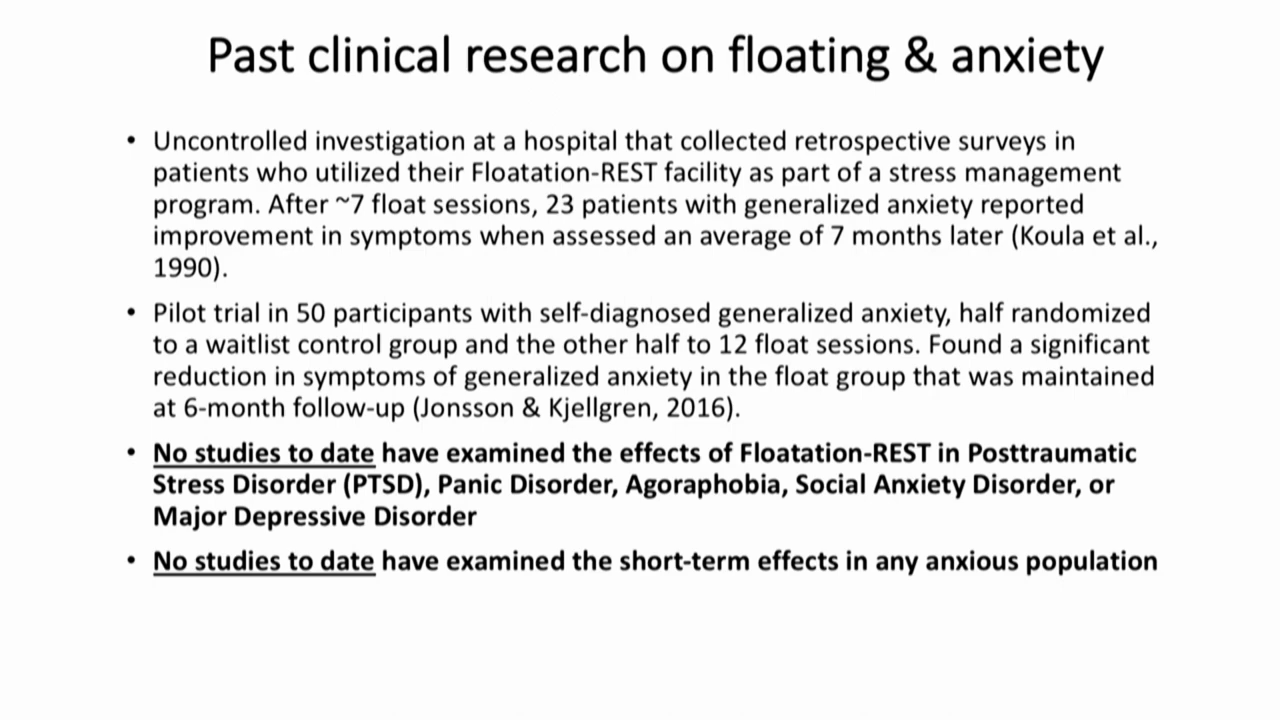 Past clinical research on floating & anxiety
• Uncontrolled investigation at a hospital that collected retrospective surveys in
patients who utilized their Floatation-REST facility as part of a stress management
program. After ~7 float sessions, 23 patients with generalized anxiety reported
improvement in symptoms when assessed an average of 7 months later (Koula et al.,
1990).
• Pilot trial in 50 participants with self-diagnosed generalized anxiety, half randomized
to a waitlist control group and the other half to 12 float sessions. Found a significant
reduction in symptoms of generalized anxiety in the float group that was maintained
at 6-month follow-up (Jonsson & Kjellgren, 2016).
• No studies to date have examined the effects of Floatation-REST in Posttraumatic
Stress Disorder (PTSD), Panic Disorder, Agoraphobia, Social Anxiety Disorder, or
Major Depressive Disorder
• No studies to date have examined the short-term effects in any anxious population